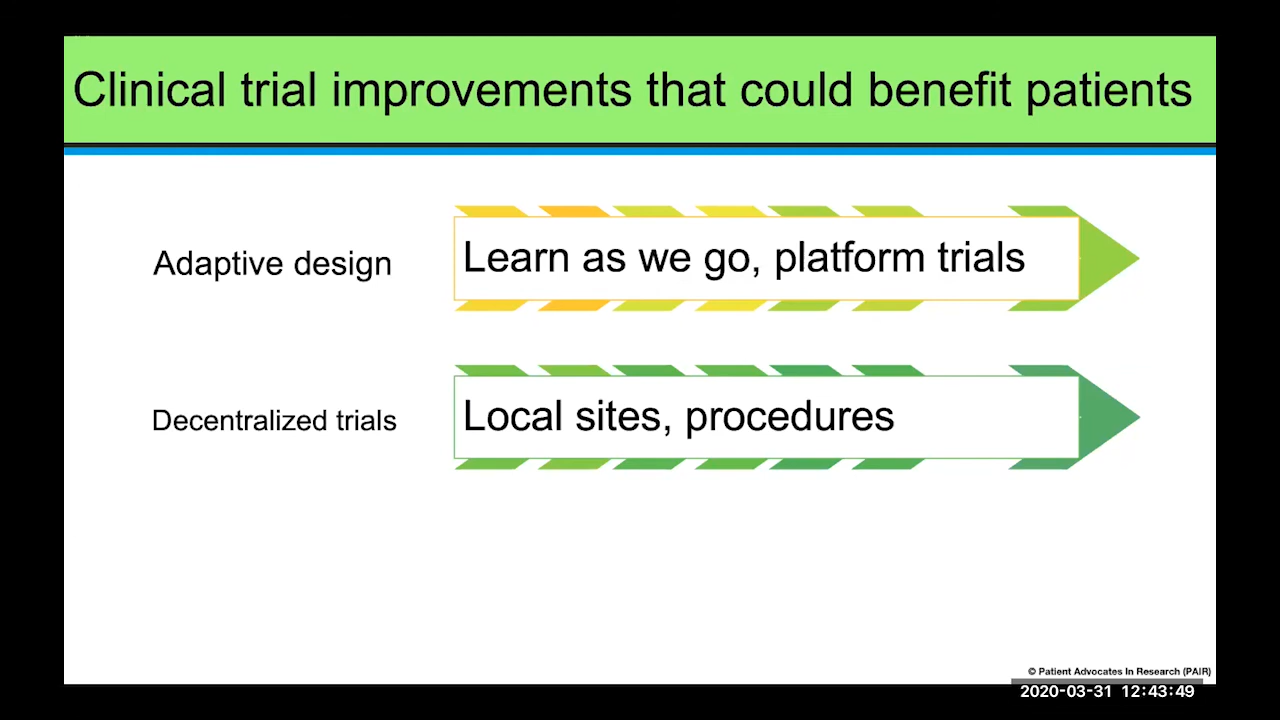 Clinical trial improvements that could benefit patients
Adaptive design
Learn as we go, platform trials
Decentralized trials
Local sites, procedures
© Patient Advocates In Research (PAIR)
2020-03-31 12:43:49